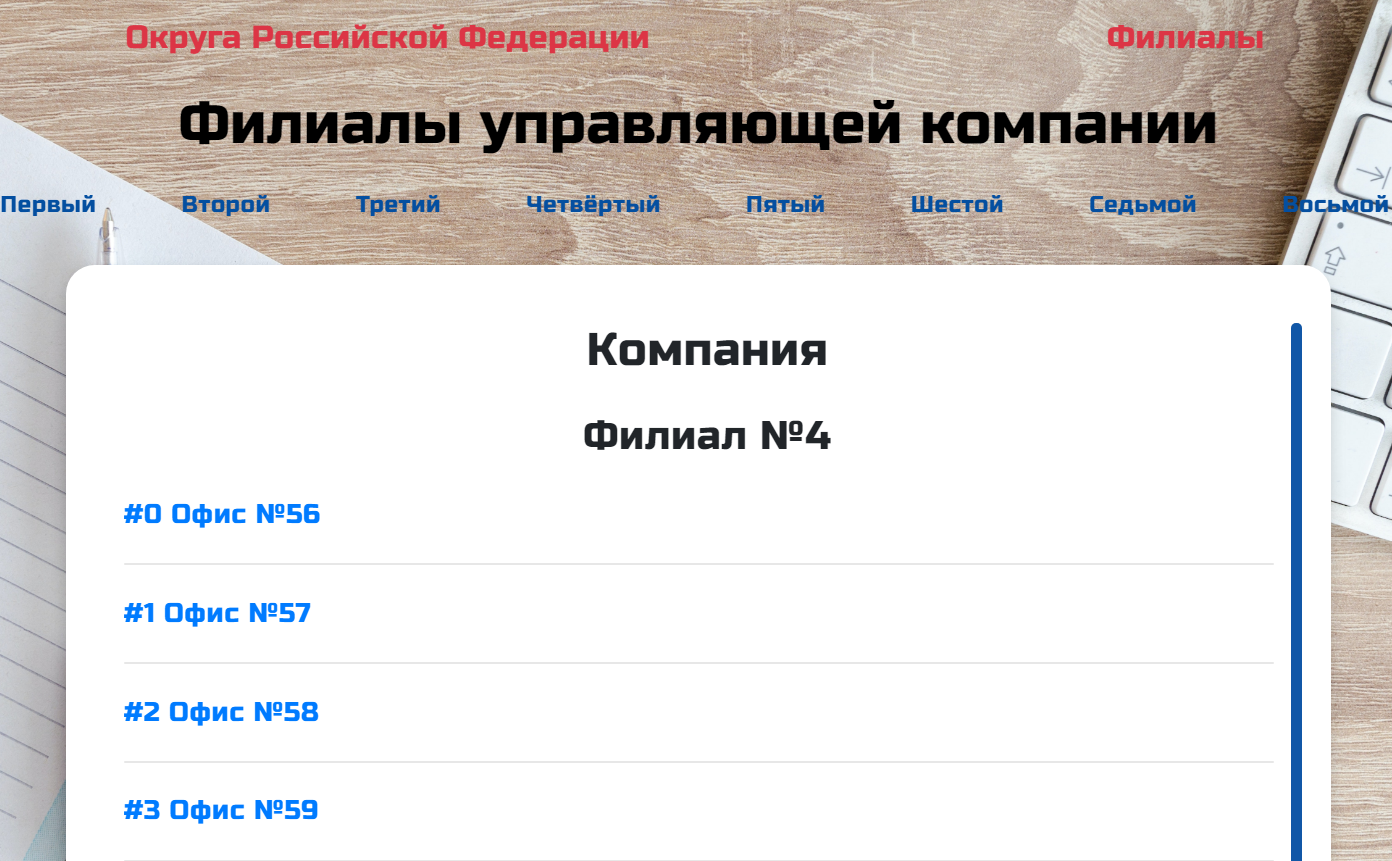 Округа Российской Федерации Филиалы
Филиалы управляющей компании
Первый Второй Третий Четвёртый Пятый Шестой Седьмой Восьмой
Компания
Филиал №4
#0 Офис №56
#1 Офис №57
#2 Офис №58
#3 Офис №59